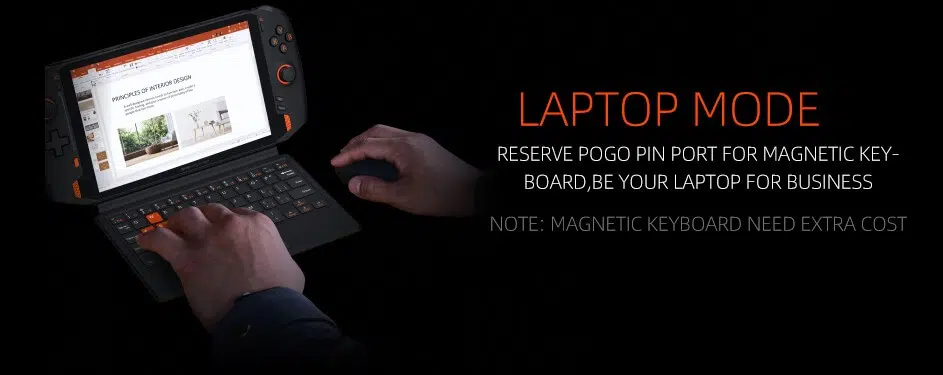 PRINCIPLES OF INTERIOR DESIGN
LAPTOP MODE
RESERVE POGO PIN PORT FOR MAGNETIC KEY-
BOARD,BE YOUR LAPTOP FOR BUSINESS
NOTE: MAGNETIC KEYBOARD NEED EXTRA COST